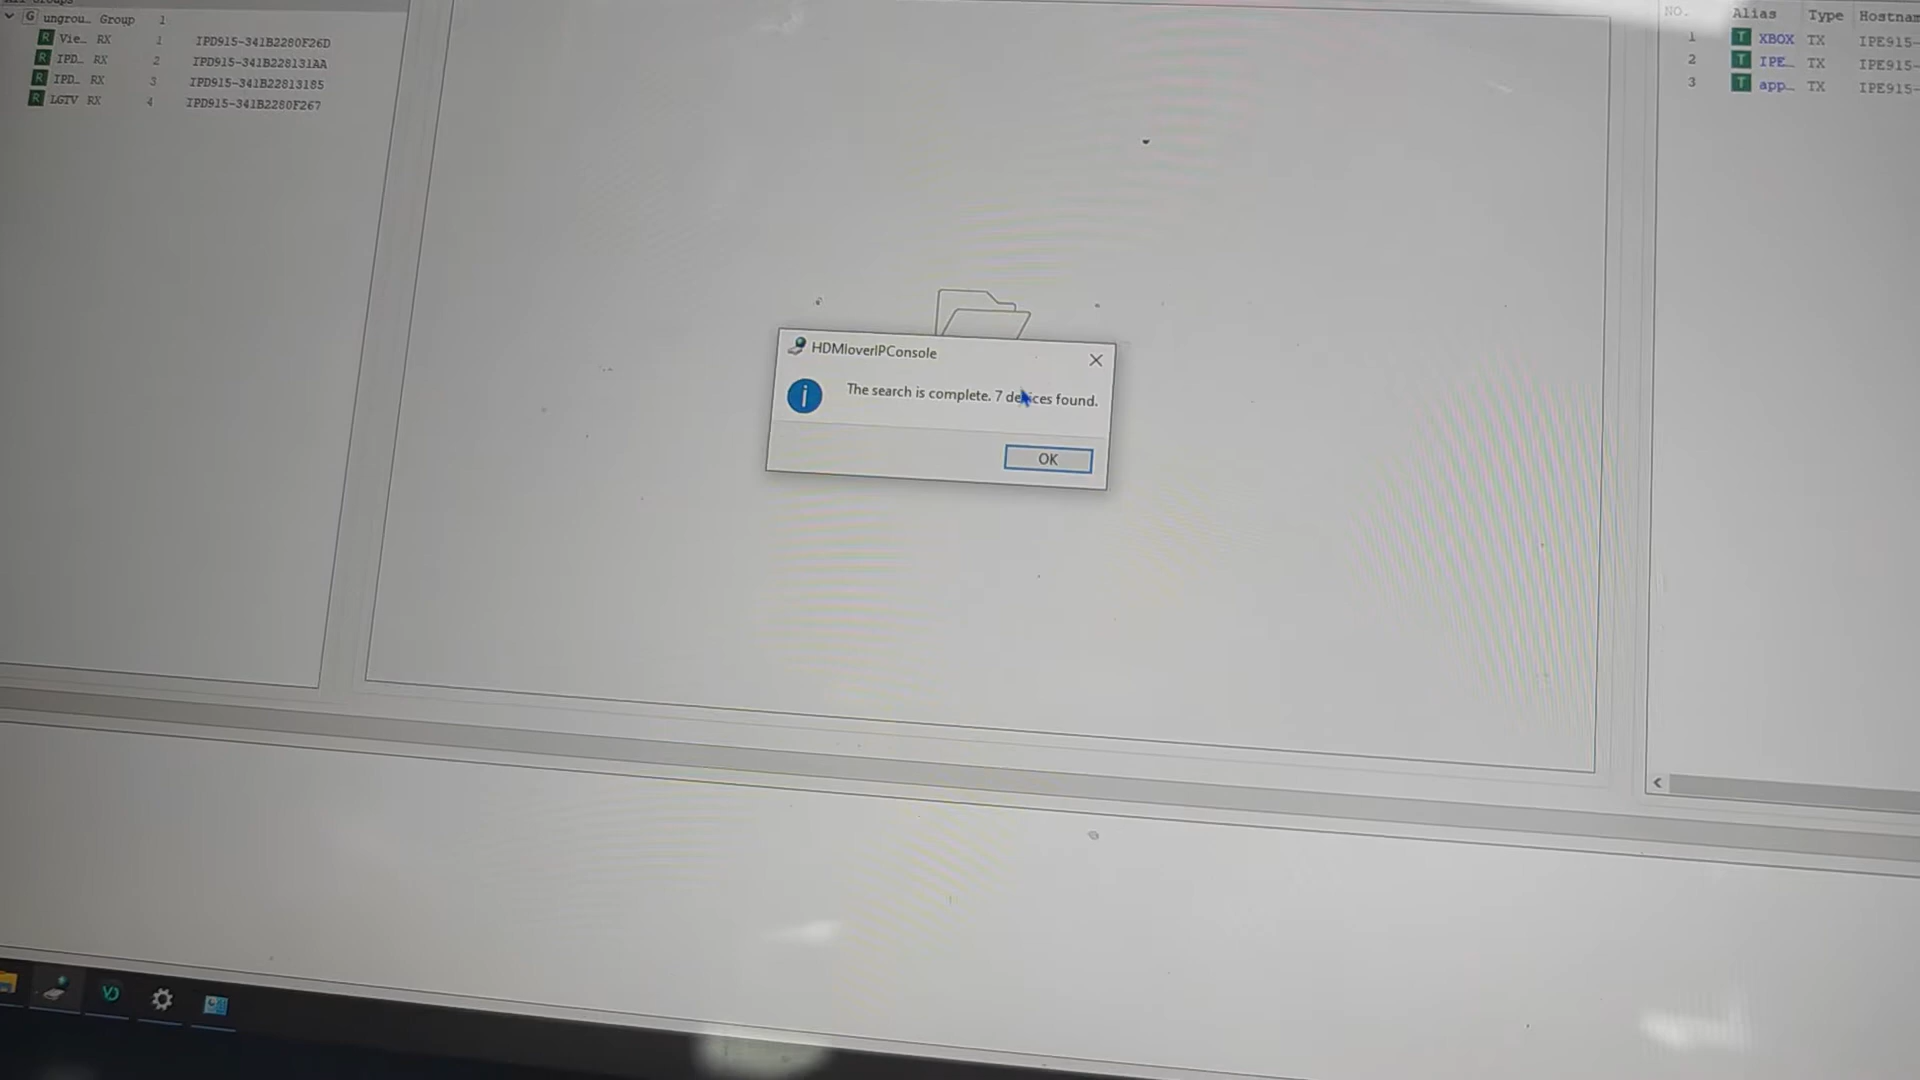 G ungrou... Group 1
R Vie... RX 1 IPD915-341B2280F26D
R IPD... RX 2 IPD915-341B228131AA
R IPD... RX 3 IPD915-341B22813185
R LGTV RX 4 IPD915-341B2280F267
NO. Alias Type Hostnam
1 T XBOX TX IPE915-
2 T IPE... TX IPE915-
3 T app... TX IPE915-
HDMIoverIPConsole
The search is complete. 7 devices found.
OK